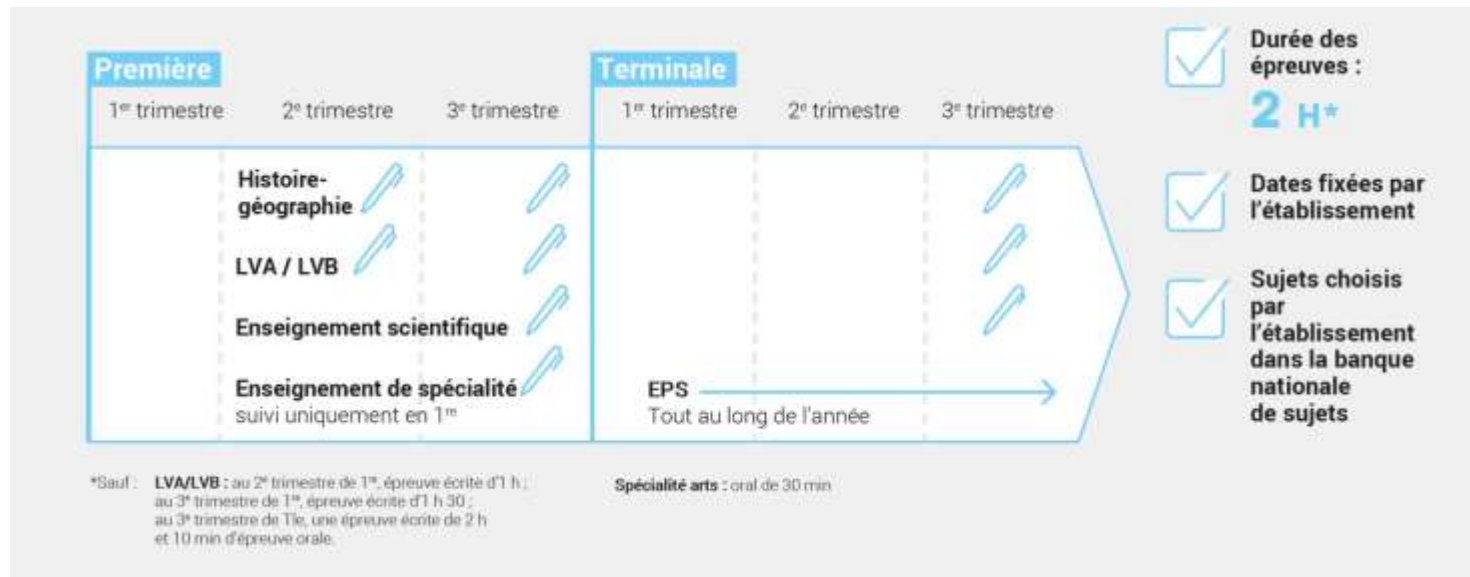 Première
Terminale
1er trimestre
2e trimestre
3e trimestre
1er trimestre
2e trimestre
3e trimestre
Histoire-
géographie
LVA / LVB
Enseignement scientifique
Enseignement de spécialité
suivi uniquement en 1re
EPS
Tout au long de l'année
Durée des
épreuves :
2 H*
Dates fixées par
l'établissement
Sujets choisis
par
l'établissement
dans la banque
nationale
de sujets
*Sauf : LVA/LVB : au 2e trimestre de 1re, épreuve écrite d'1 h ;
au 3e trimestre de 1re, épreuve écrite d'1 h 30 ;
au 3e trimestre de Tle, une épreuve écrite de 2 h
et 10 min d'épreuve orale.
Spécialité arts : oral de 30 min